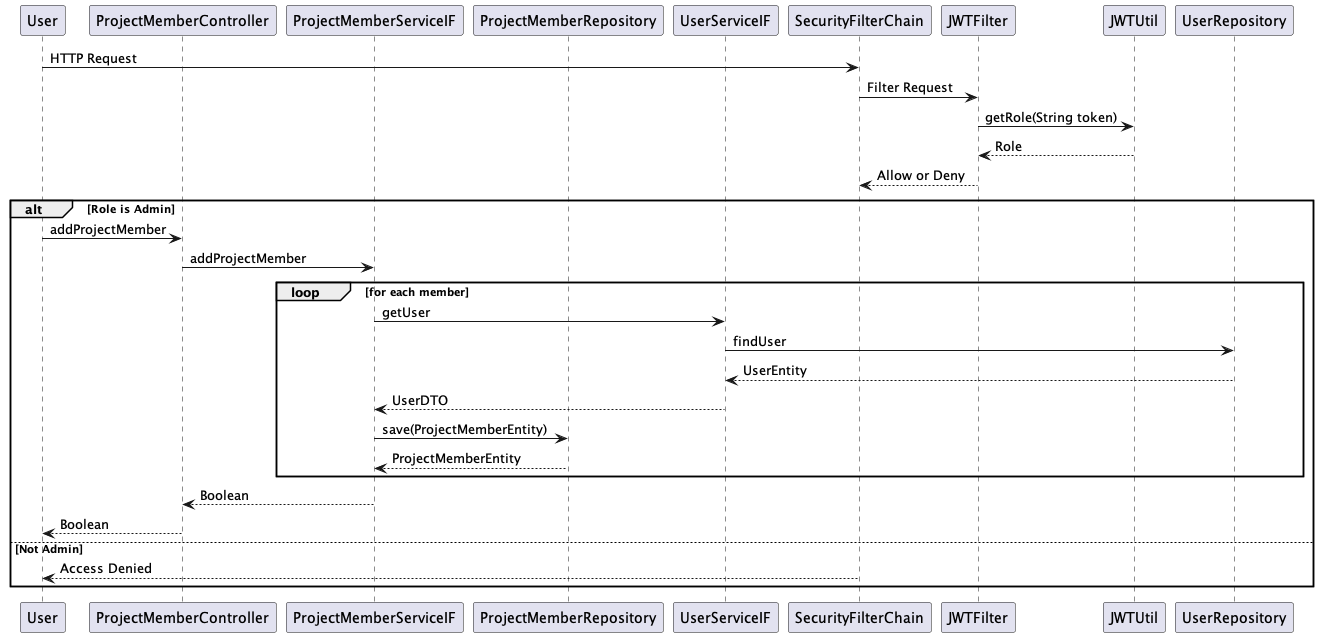 User ProjectMemberController ProjectMemberServiceIF ProjectMemberRepository UserServiceIF SecurityFilterChain JWTFilter JWTUtil UserRepository
HTTP Request
Filter Request
getRole(String token)
Role
Allow or Deny
alt [Role is Admin]
addProjectMember
addProjectMember
loop [for each member]
getUser
findUser
UserEntity
UserDTO
save(ProjectMemberEntity)
ProjectMemberEntity
Boolean
Boolean
[Not Admin]
Access Denied
User ProjectMemberController ProjectMemberServiceIF ProjectMemberRepository UserServiceIF SecurityFilterChain JWTFilter JWTUtil UserRepository